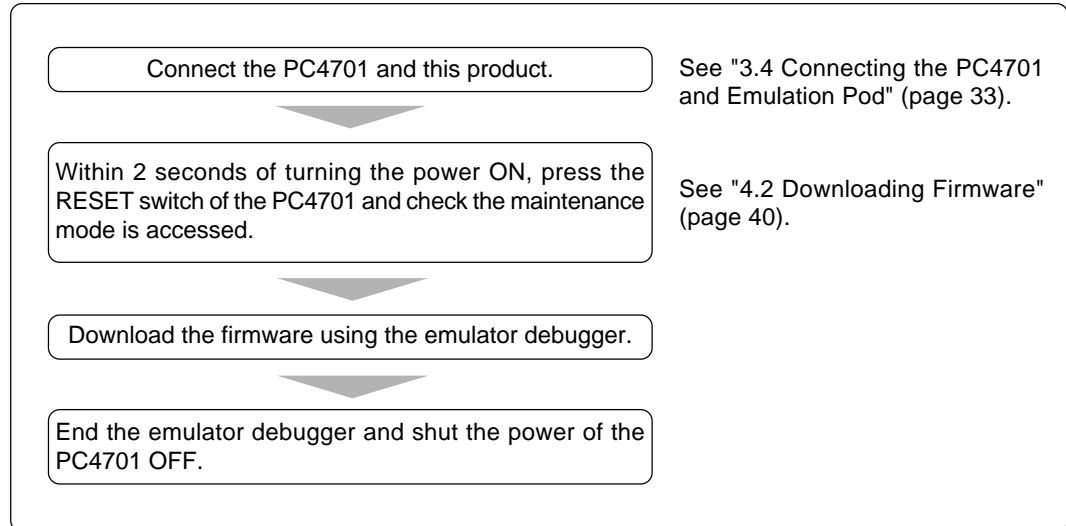 Connect the PC4701 and this product.
See "3.4 Connecting the PC4701
and Emulation Pod" (page 33).
Within 2 seconds of turning the power ON, press the
RESET switch of the PC4701 and check the maintenance
mode is accessed.
See "4.2 Downloading Firmware"
(page 40).
Download the firmware using the emulator debugger.
End the emulator debugger and shut the power of the
PC4701 OFF.